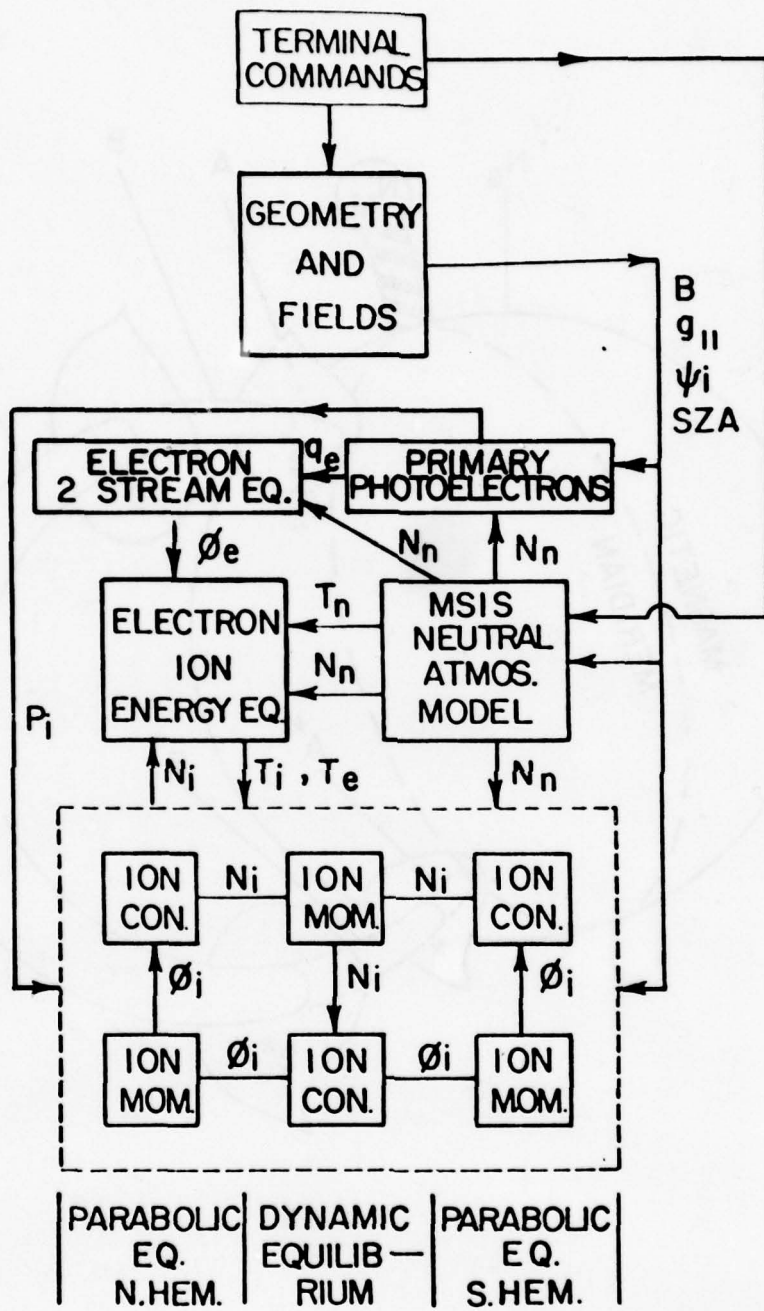 TERMINAL
COMMANDS
GEOMETRY
AND
FIELDS
B
g||
ψi
SZA
ELECTRON
2 STREAM EQ.
qe
PRIMARY
PHOTOELECTRONS
Øe
Nn
Nn
ELECTRON
ION
ENERGY EQ.
Tn
Nn
MSIS
NEUTRAL
ATMOS.
MODEL
Pi
Ni
Ti , Te
Nn
ION
CON.
Ni
ION
MOM.
Ni
ION
CON.
Øi
Ni
Øi
ION
MOM.
Øi
ION
CON.
Øi
ION
MOM.
PARABOLIC
EQ.
N.HEM.
DYNAMIC
EQUILIB—
RIUM
PARABOLIC
EQ.
S.HEM.